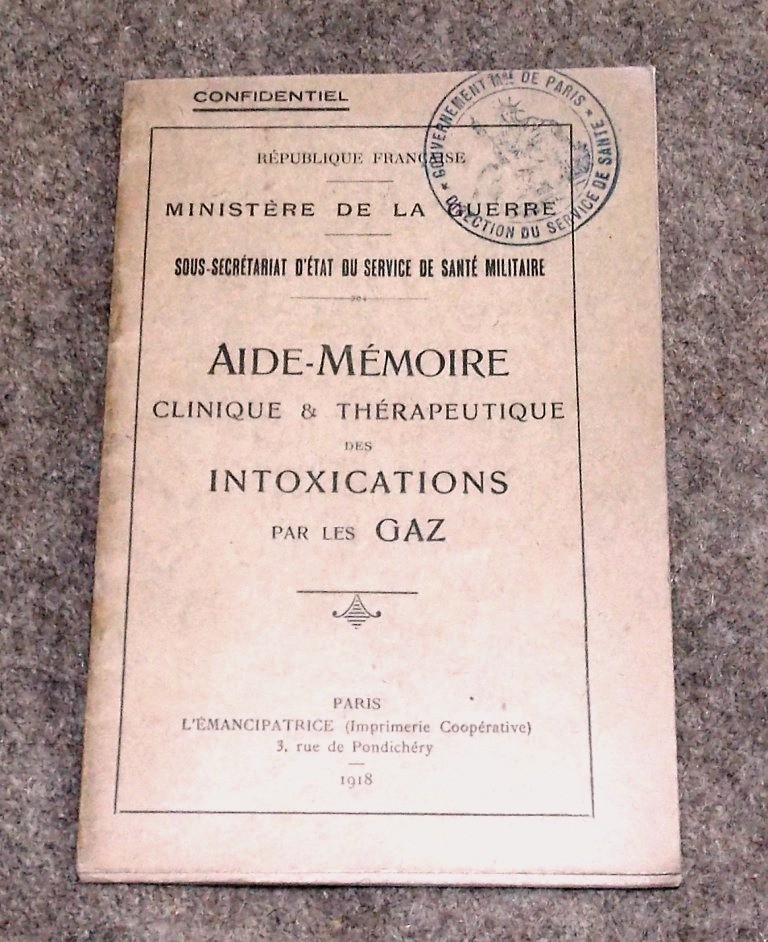 CONFIDENTIEL
GOUVERNEMENT MRE DE PARIS
* DIRECTION DU SERVICE DE SANTÉ *
RÉPUBLIQUE FRANÇAISE
MINISTÈRE DE LA GUERRE
SOUS-SECRÉTARIAT D'ÉTAT DU SERVICE DE SANTÉ MILITAIRE
AIDE-MÉMOIRE
CLINIQUE & THÉRAPEUTIQUE
DES
INTOXICATIONS
PAR LES GAZ
PARIS
L'ÉMANCIPATRICE (Imprimerie Coopérative)
3, rue de Pondichéry
1918